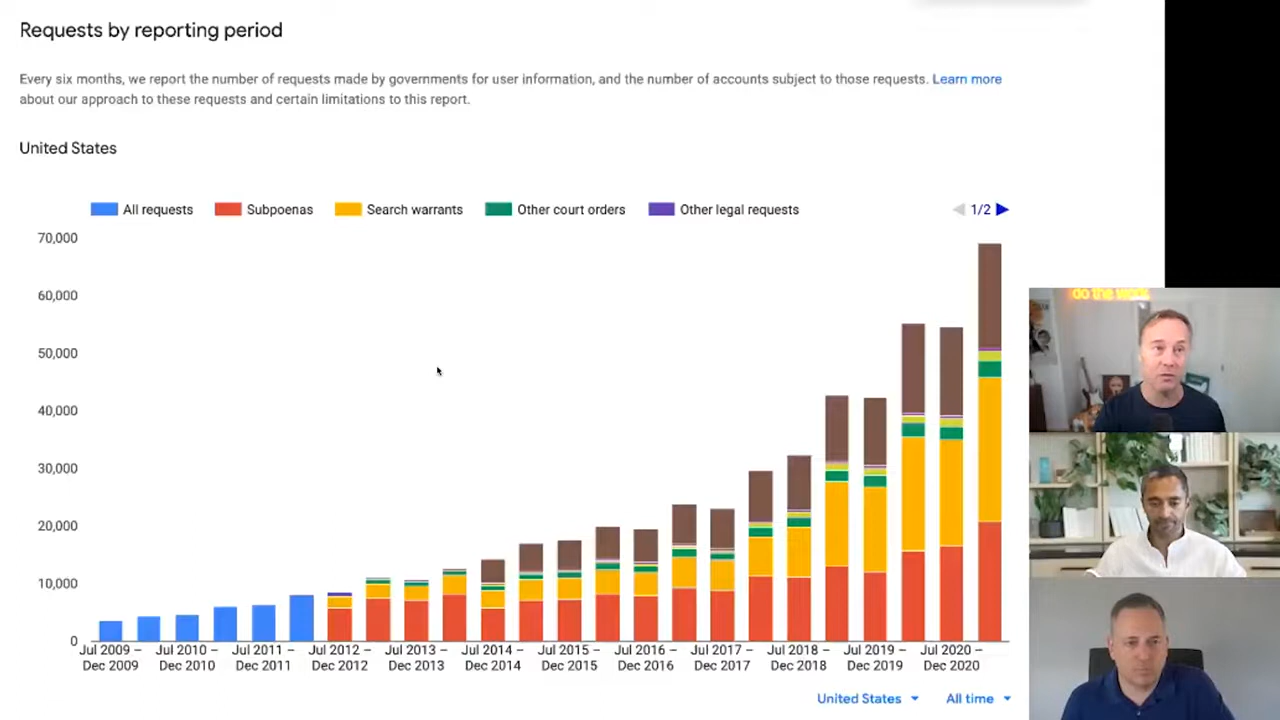 Requests by reporting period
Every six months, we report the number of requests made by governments for user information, and the number of accounts subject to those requests. Learn more
about our approach to these requests and certain limitations to this report.
United States
All requests
Subpoenas
Search warrants
Other court orders
Other legal requests
1/2
70,000
60,000
50,000
40,000
30,000
20,000
10,000
0
Jul 2009 –
Dec 2009
Jul 2010 –
Dec 2010
Jul 2011 –
Dec 2011
Jul 2012 –
Dec 2012
Jul 2013 –
Dec 2013
Jul 2014 –
Dec 2014
Jul 2015 –
Dec 2015
Jul 2016 –
Dec 2016
Jul 2017 –
Dec 2017
Jul 2018 –
Dec 2018
Jul 2019 –
Dec 2019
Jul 2020 –
Dec 2020
United States
All time
do the work